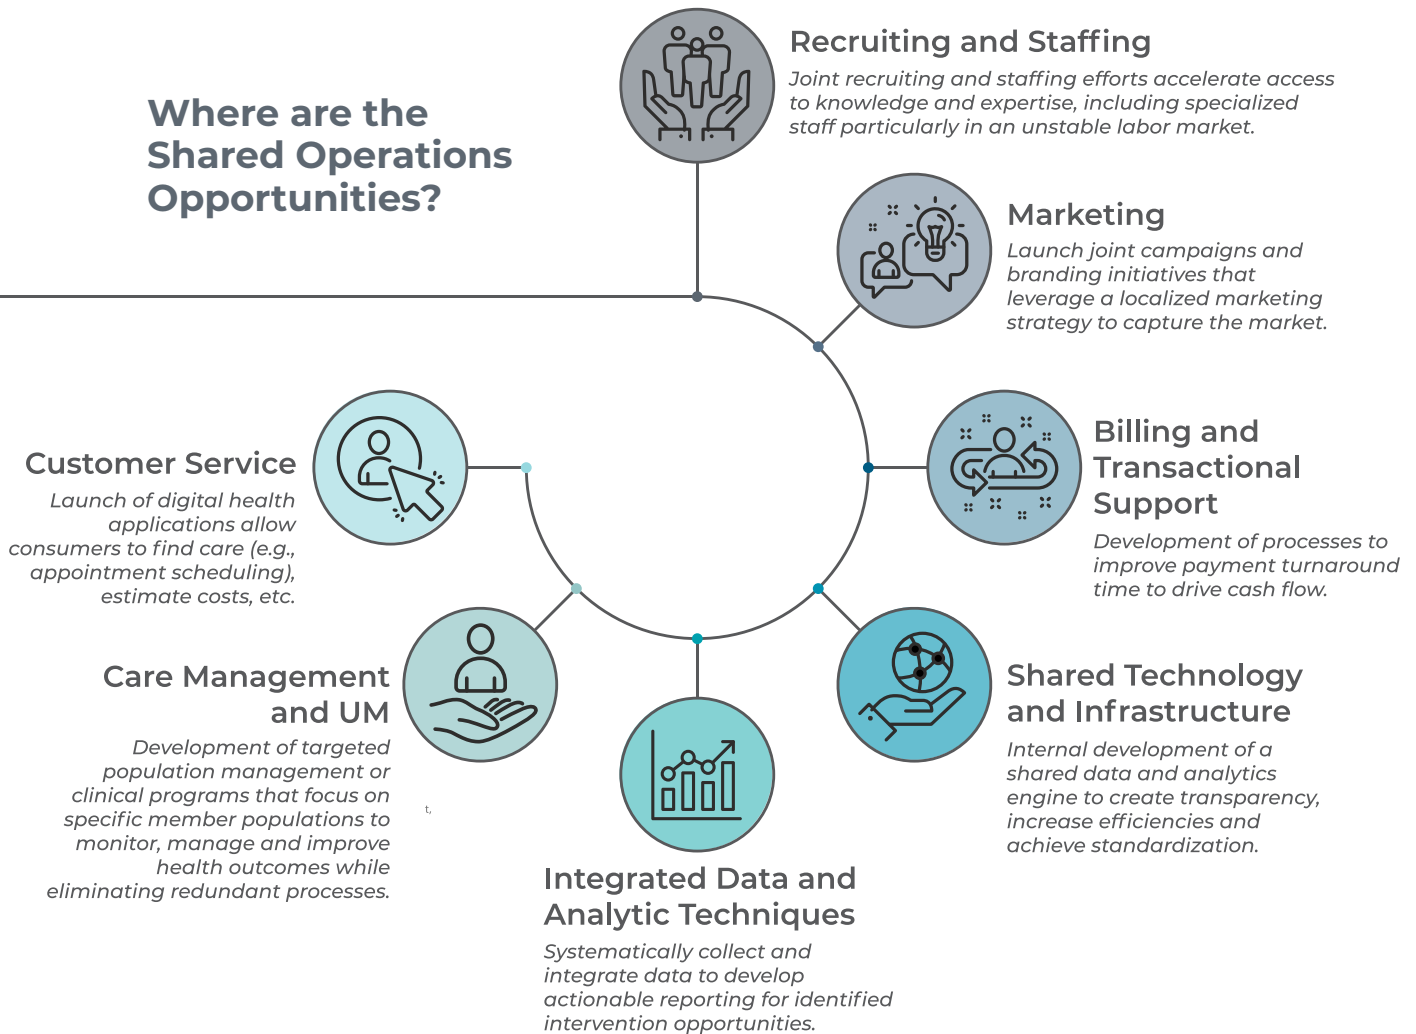 Where are the
Shared Operations
Opportunities?
Recruiting and Staffing
Joint recruiting and staffing efforts accelerate access
to knowledge and expertise, including specialized
staff particularly in an unstable labor market.
Marketing
Launch joint campaigns and
branding initiatives that
leverage a localized marketing
strategy to capture the market.
Billing and
Transactional
Support
Development of processes to
improve payment turnaround
time to drive cash flow.
Shared Technology
and Infrastructure
Internal development of a
shared data and analytics
engine to create transparency,
increase efficiencies and
achieve standardization.
Integrated Data and
Analytic Techniques
Systematically collect and
integrate data to develop
actionable reporting for identified
intervention opportunities.
Care Management
and UM
Development of targeted
population management or
clinical programs that focus on
specific member populations to
monitor, manage and improve
health outcomes while
eliminating redundant processes.
t,
Customer Service
Launch of digital health
applications allow
consumers to find care (e.g.,
appointment scheduling),
estimate costs, etc.